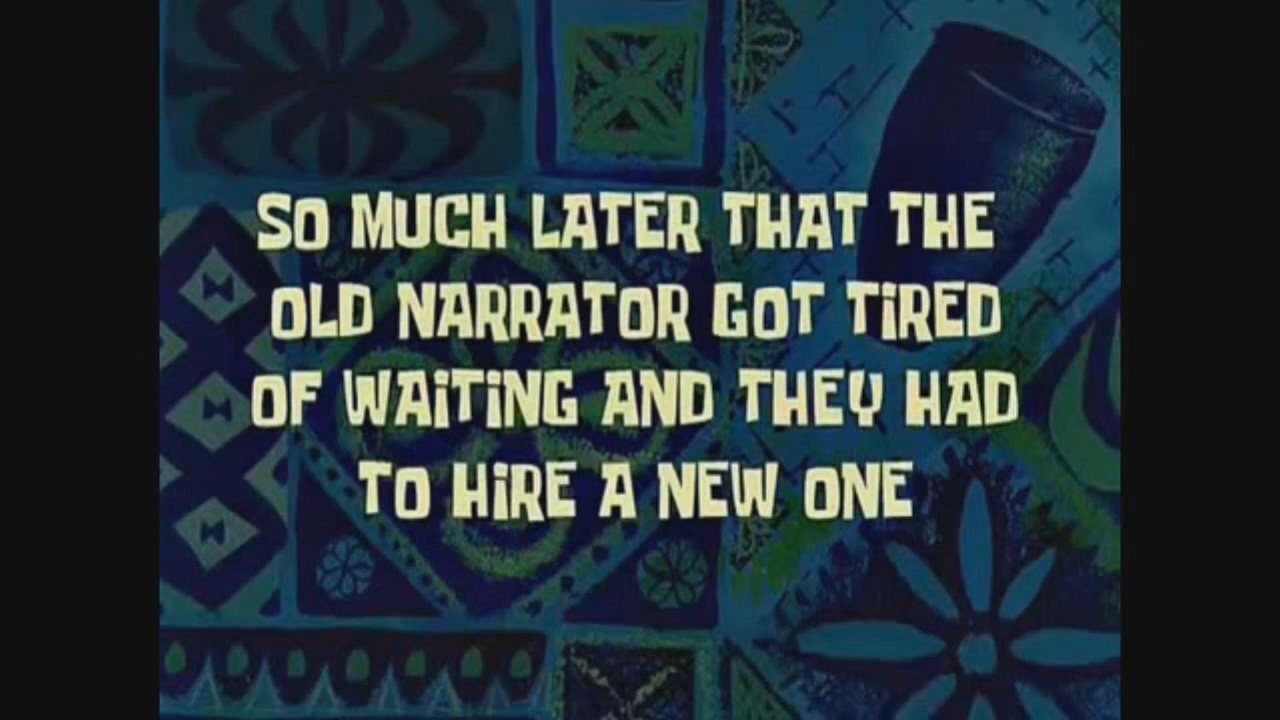 SO MUCH LATER THAT THE
OLD NARRATOR GOT TiRED
OF WAiTiNG AND THEY HAD
TO HiRE A NEW ONE